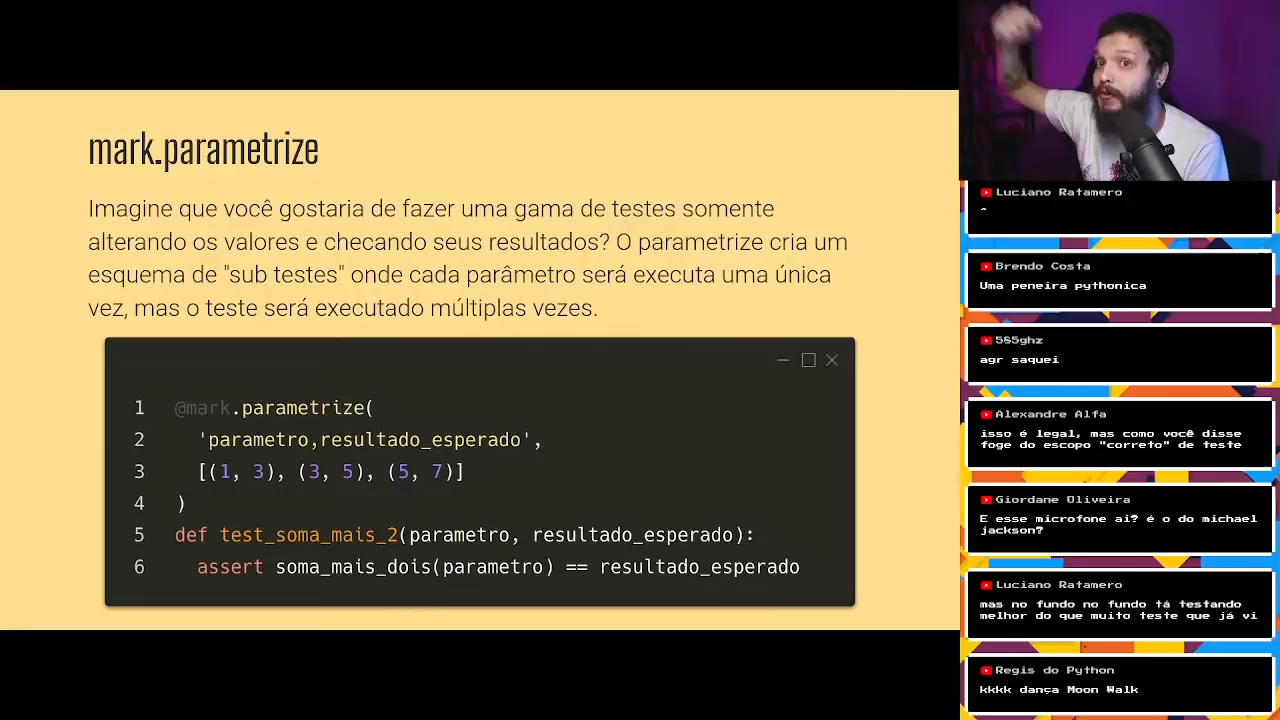 mark.parametrize
Imagine que você gostaria de fazer uma gama de testes somente
alterando os valores e checando seus resultados? O parametrize cria um
esquema de "sub testes" onde cada parâmetro será executa uma única
vez, mas o teste será executado múltiplas vezes.
1 @mark.parametrize(
2 'parametro,resultado_esperado',
3 [(1, 3), (3, 5), (5, 7)]
4 )
5 def test_soma_mais_2(parametro, resultado_esperado):
6 assert soma_mais_dois(parametro) == resultado_esperado
Luciano Ratamero
Brendo Costa
Uma peneira pythonica
585ghz
agr saquei
Alexandre Alfa
isso é legal, mas como você disse
foge do escopo "correto" de teste
Giordane Oliveira
E esse microfone ai? é o do michael
jackson?
Luciano Ratamero
mas no fundo no fundo tá testando
melhor do que muito teste que já vi
Regis do Python
kkkk dança Moon Walk